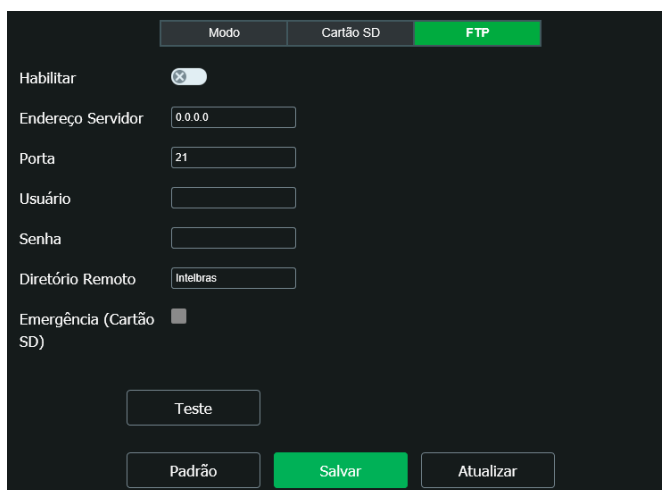 Modo Cartão SD FTP
Habilitar
Endereço Servidor 0.0.0.0
Porta 21
Usuário
Senha
Diretório Remoto Intelbras
Emergência (Cartão
SD)
Teste
Padrão Salvar Atualizar